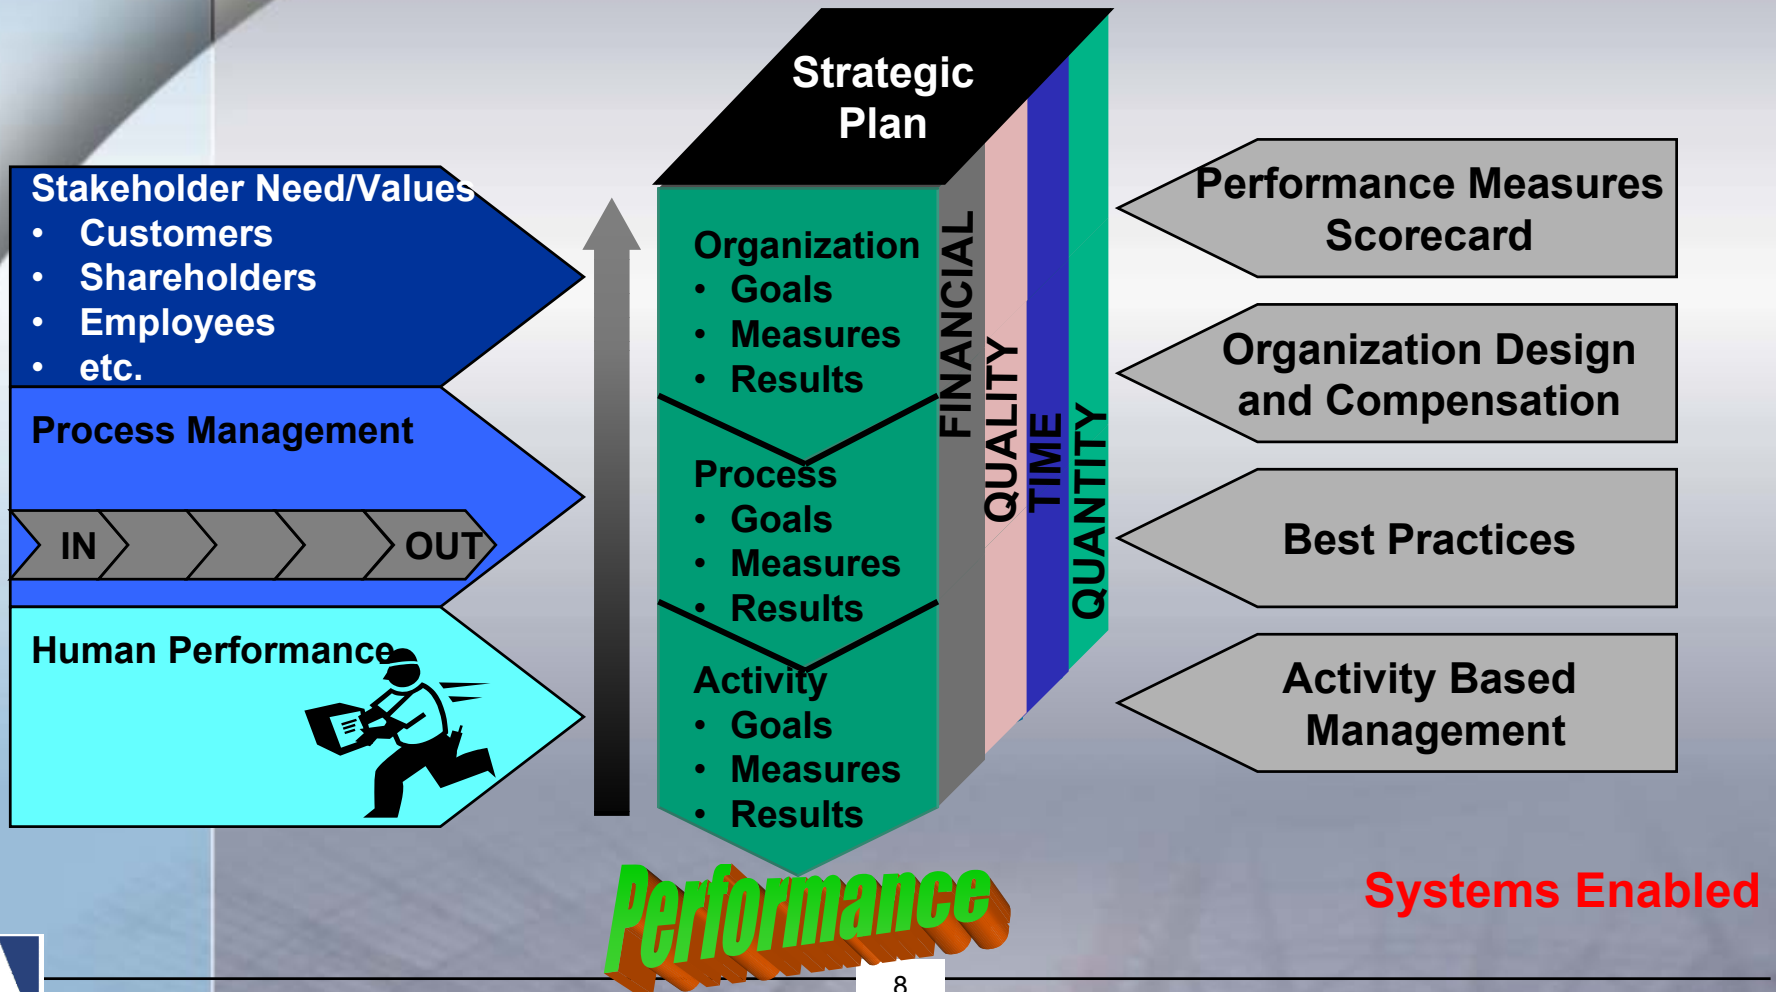 Strategic
Plan
Stakeholder Need/Values
• Customers
• Shareholders
• Employees
• etc.
Process Management
IN
OUT
Human Performance
Organization
• Goals
• Measures
• Results
Process
• Goals
• Measures
• Results
Activity
• Goals
• Measures
• Results
FINANCIAL
QUALITY
TIME
QUANTITY
Performance Measures
Scorecard
Organization Design
and Compensation
Best Practices
Activity Based
Management
Performance
Systems Enabled
8